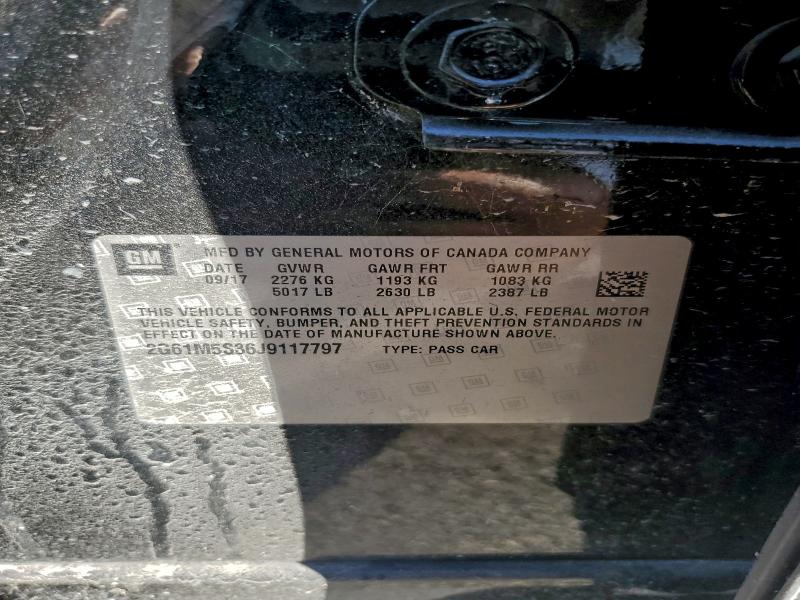 GM MFD BY GENERAL MOTORS OF CANADA COMPANY
DATE GVWR GAWR FRT GAWR RR
09/17 2276 KG 1193 KG 1083 KG
5017 LB 2630 LB 2387 LB
THIS VEHICLE CONFORMS TO ALL APPLICABLE U.S. FEDERAL MOTOR
VEHICLE SAFETY, BUMPER, AND THEFT PREVENTION STANDARDS IN
EFFECT ON THE DATE OF MANUFACTURE SHOWN ABOVE.
2G61M5S36J9117797 TYPE: PASS CAR